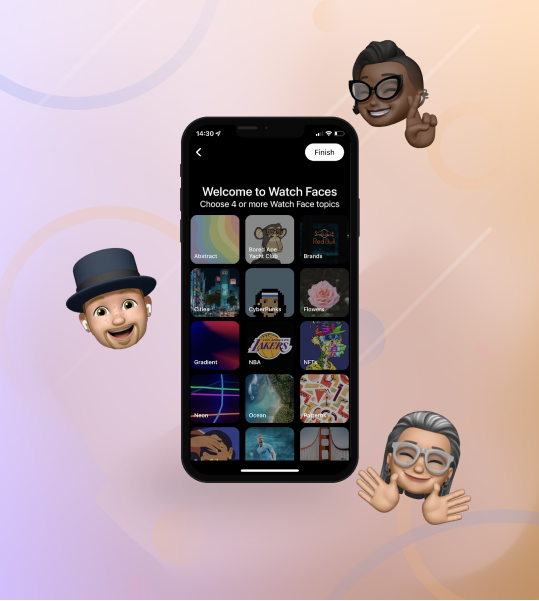 14:30
Finish
Welcome to Watch Faces
Choose 4 or more Watch Face topics
Abstract
Bored Ape
Yacht Club
Brands
Cities
CyberPunks
Flowers
Gradient
LAKERS
NBA
NFTs
Neon
Ocean
Patterns